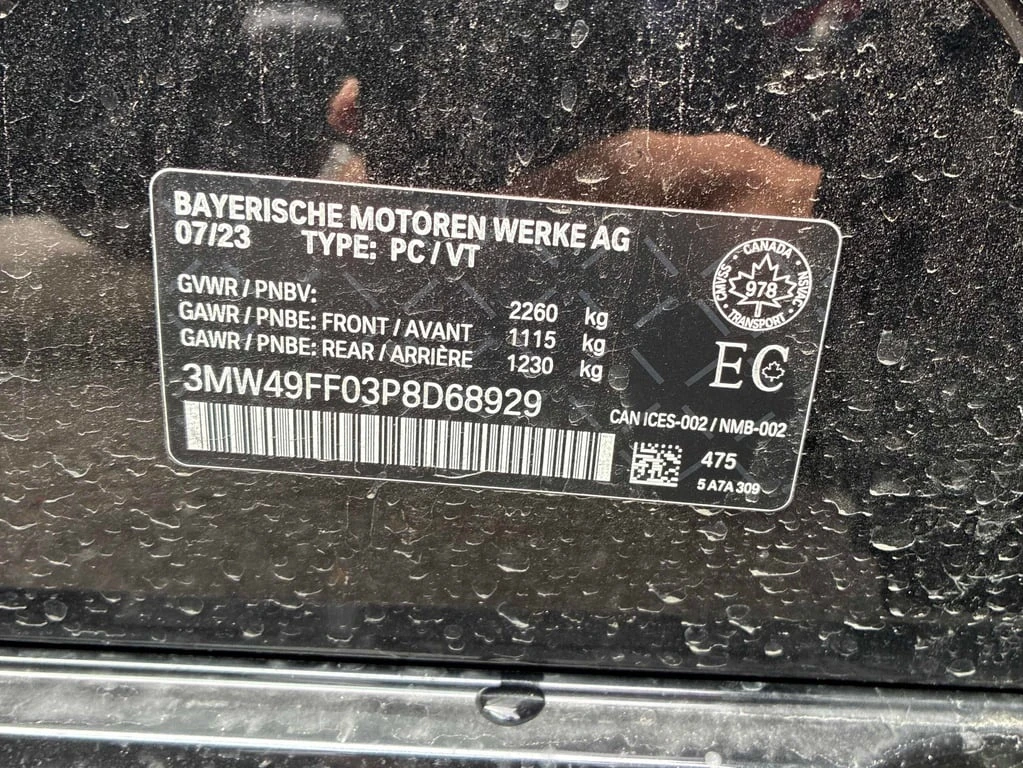 BAYERISCHE MOTOREN WERKE AG
07/23 TYPE: PC / VT
GVWR / PNBV: 2260 kg
GAWR / PNBE: FRONT / AVANT 1115 kg
GAWR / PNBE: REAR / ARRIÈRE 1230 kg
3MW49FF03P8D68929
CANADA
CMVSS 978 NSVAC
TRANSPORT
EC
CAN ICES-002 / NMB-002
475
5 A7A 309